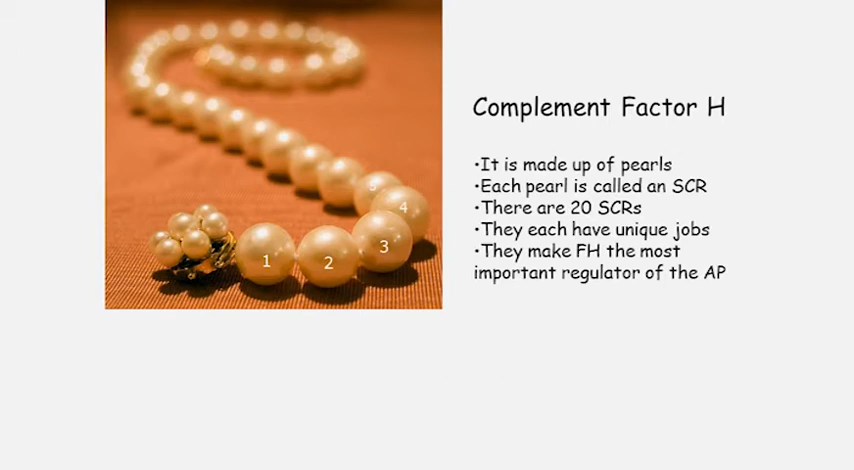 Complement Factor H
•It is made up of pearls
•Each pearl is called an SCR
•There are 20 SCRs
•They each have unique jobs
•They make FH the most
important regulator of the AP
1
2
3
4
5